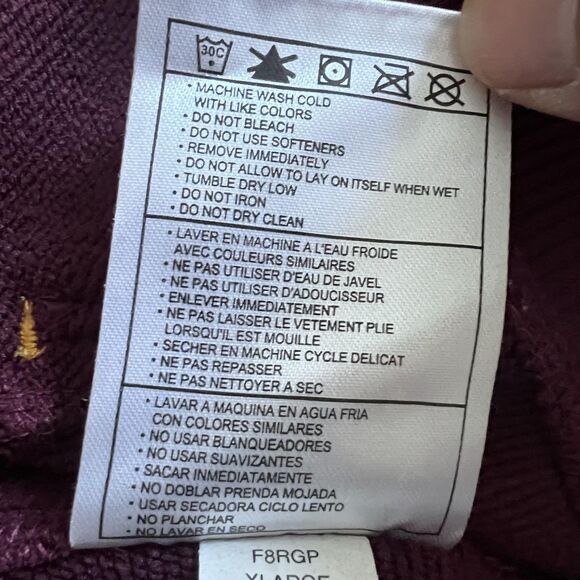 30C
• MACHINE WASH COLD
WITH LIKE COLORS
• DO NOT BLEACH
• DO NOT USE SOFTENERS
• REMOVE IMMEDIATELY
• DO NOT ALLOW TO LAY ON ITSELF WHEN WET
• TUMBLE DRY LOW
• DO NOT IRON
• DO NOT DRY CLEAN
• LAVER EN MACHINE A L'EAU FROIDE
AVEC COULEURS SIMILAIRES
• NE PAS UTILISER D'EAU DE JAVEL
• NE PAS UTILISER D'ADOUCISSEUR
• ENLEVER IMMEDIATEMENT
• NE PAS LAISSER LE VETEMENT PLIE
LORSQU'IL EST MOUILLE
• SECHER EN MACHINE CYCLE DELICAT
• NE PAS REPASSER
• NE PAS NETTOYER A SEC
• LAVAR A MAQUINA EN AGUA FRIA
CON COLORES SIMILARES
• NO USAR BLANQUEADORES
• NO USAR SUAVIZANTES
• SACAR INMEDIATAMENTE
• NO DOBLAR PRENDA MOJADA
• USAR SECADORA CICLO LENTO
• NO PLANCHAR
• NO LAVAR EN SECO
F8RGP
XLARGE